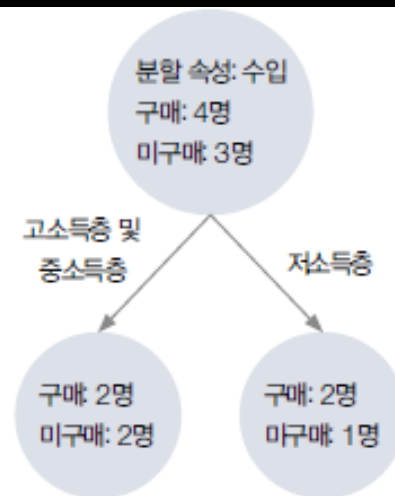 분할 속성: 수입
구매: 4명
미구매: 3명
고소득층 및
중소득층
저소득층
구매: 2명
미구매: 2명
구매: 2명
미구매: 1명